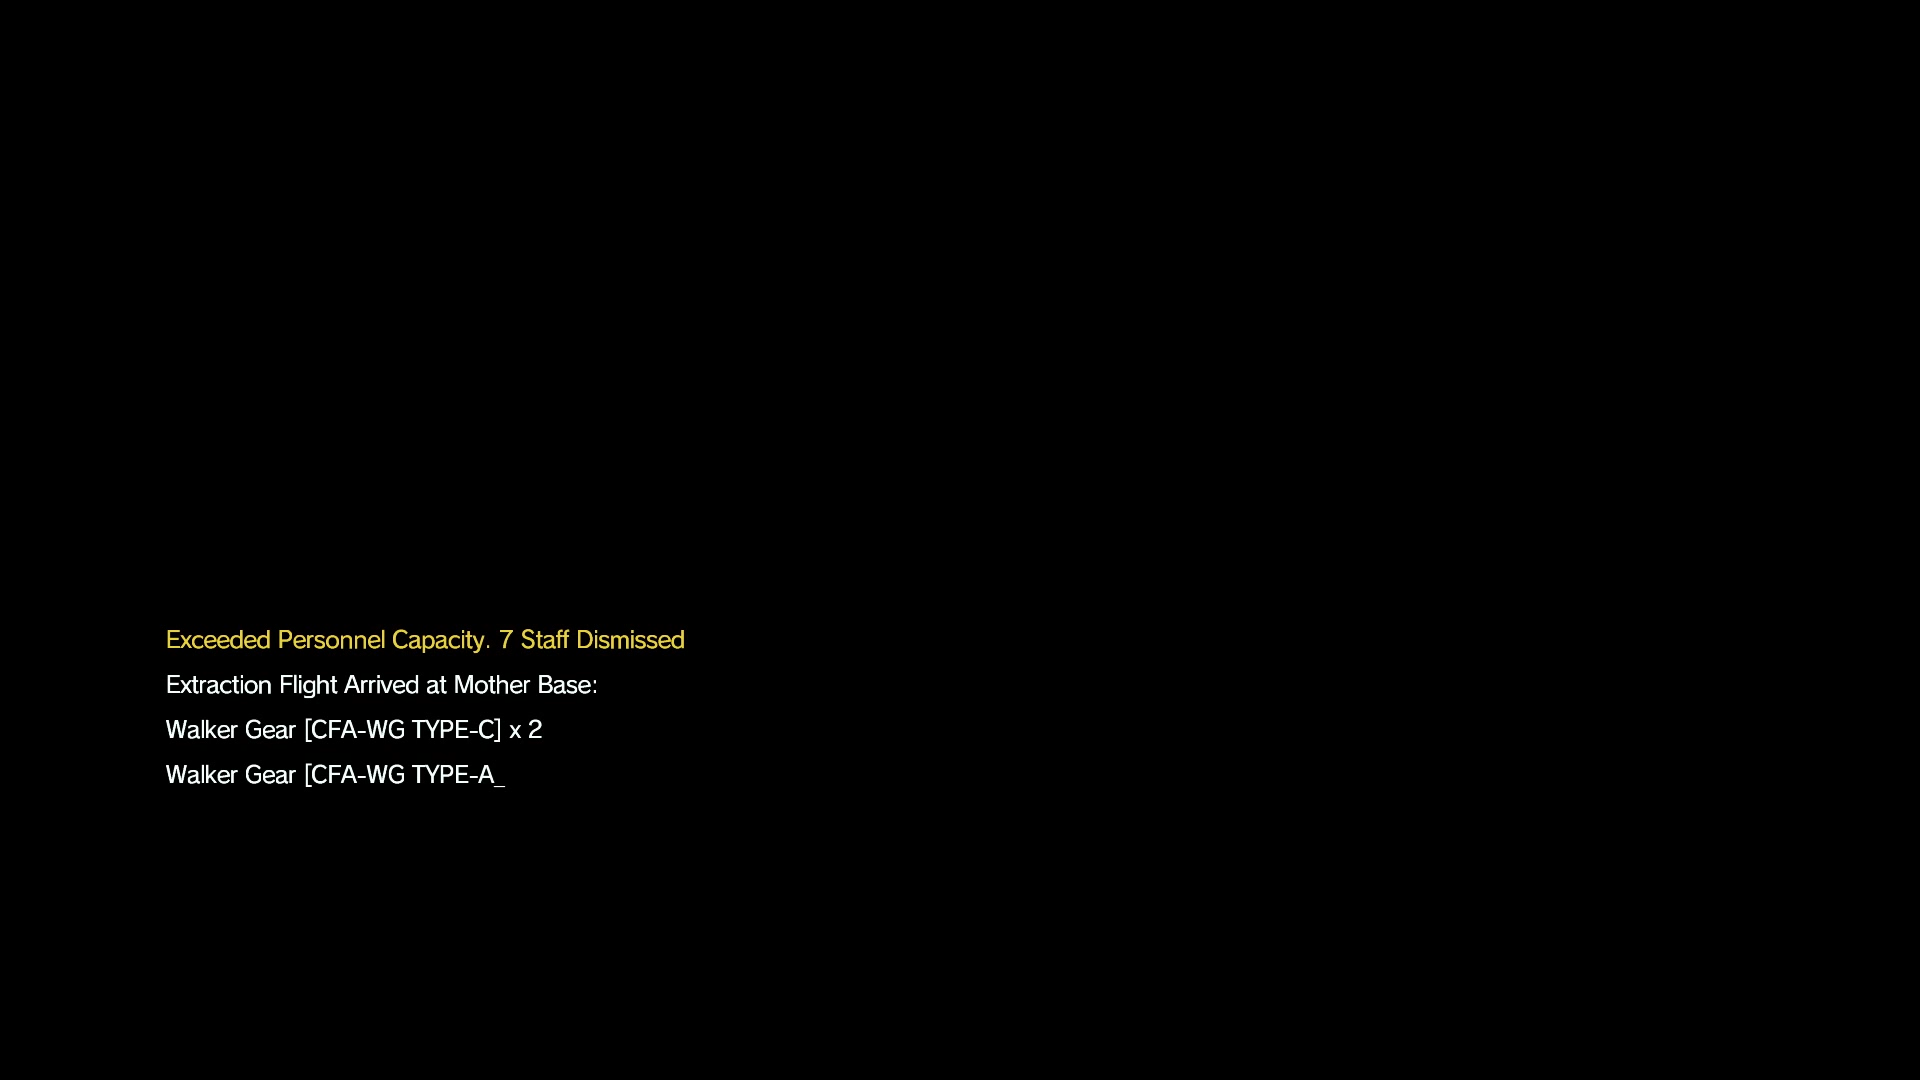 Exceeded Personnel Capacity. 7 Staff Dismissed
Extraction Flight Arrived at Mother Base:
Walker Gear [CFA-WG TYPE-C] x 2
Walker Gear [CFA-WG TYPE-A_